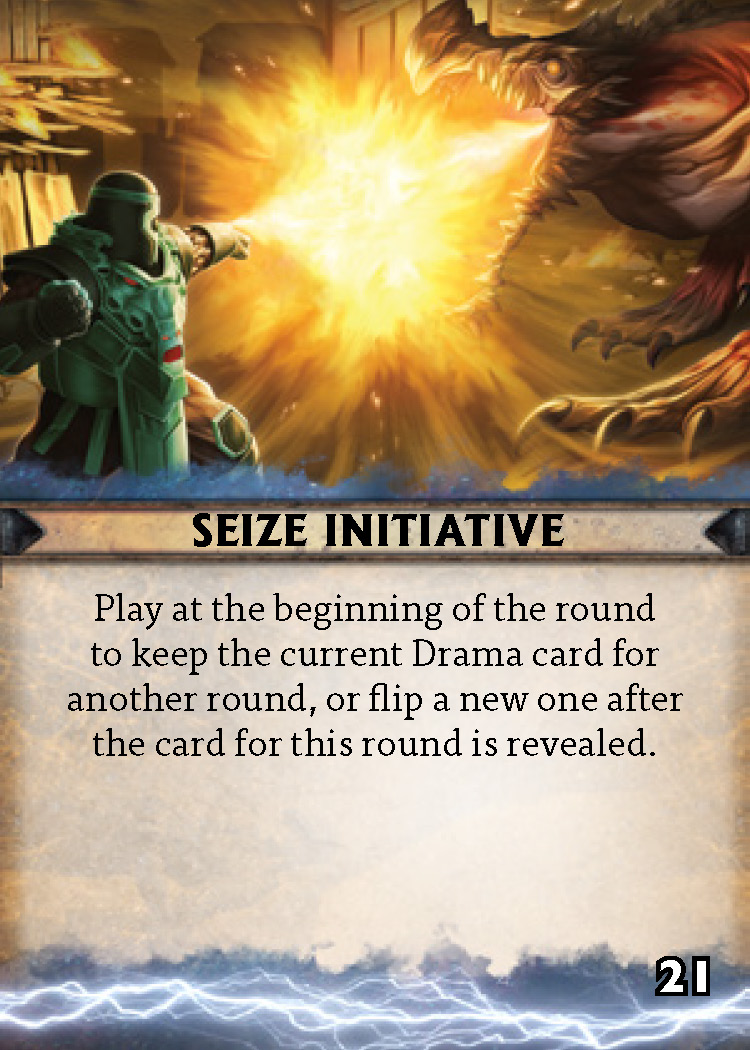 SEIZE INITIATIVE
Play at the beginning of the round
to keep the current Drama card for
another round, or flip a new one after
the card for this round is revealed.
21